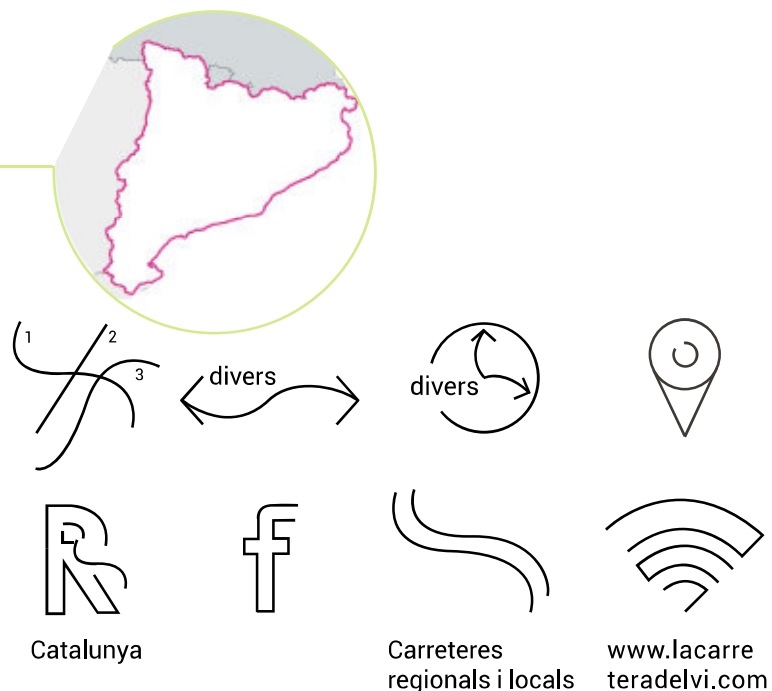 1
2
3
divers
divers
Catalunya
Carreteres
regionals i locals
www.lacarre
teradelvi.com